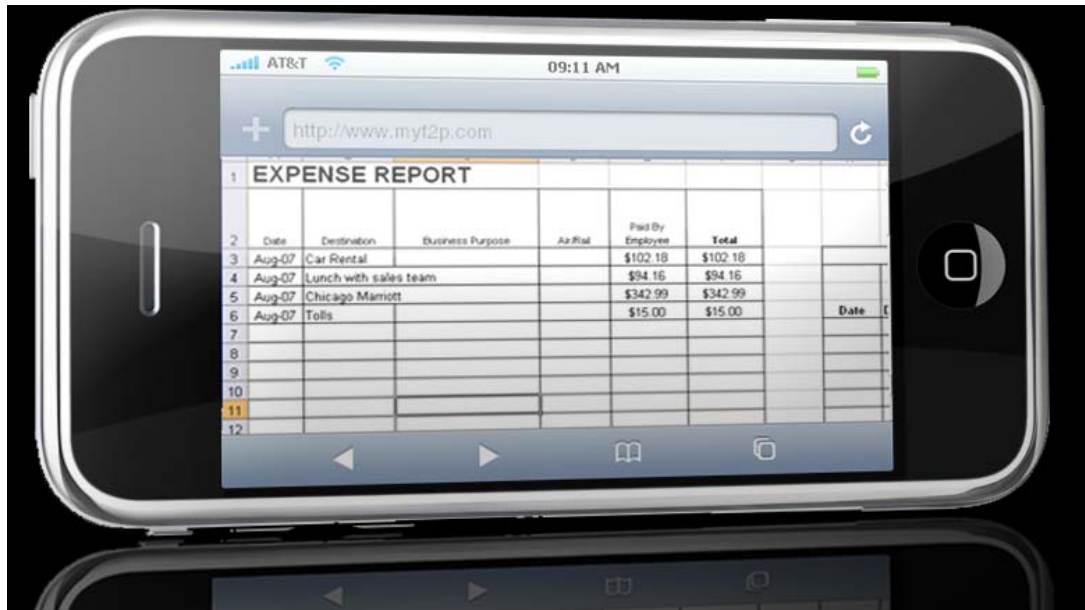 AT&T 09:11 AM
http://www.myf2p.com
1 EXPENSE REPORT
2 Date Destination Business Purpose Air/Rail Paid By Employee Total
3 Aug-07 Car Rental $102.18 $102.18
4 Aug-07 Lunch with sales team $94.16 $94.16
5 Aug-07 Chicago Marriott $342.99 $342.99
6 Aug-07 Tolls $15.00 $15.00 Date D
7
8
9
10
11
12